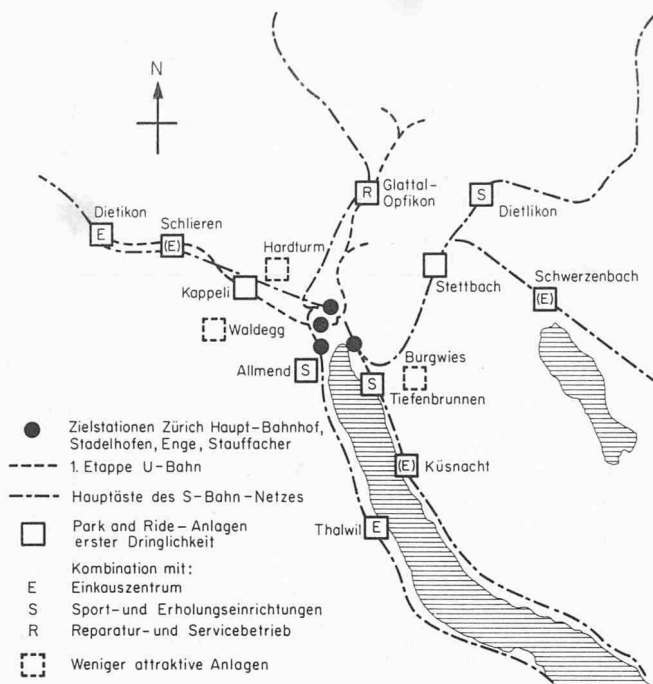 N
Dietikon
E
Schlieren
(E)
Hardturm
Kappeli
Waldegg
R
Glattal-
Opfikon
S
Dietlikon
Stettbach
Schwerzenbach
(E)
Allmend
S
Burgwies
S
Tiefenbrunnen
(E)
Küsnacht
Thalwil
E
Zielstationen Zürich Haupt-Bahnhof,
Stadelhofen, Enge, Stauffacher
1. Etappe U-Bahn
Hauptäste des S-Bahn-Netzes
Park and Ride-Anlagen
erster Dringlichkeit
Kombination mit:
E Einkauszentrum
S Sport-und Erholungseinrichtungen
R Reparatur-und Servicebetrieb
Weniger attraktive Anlagen